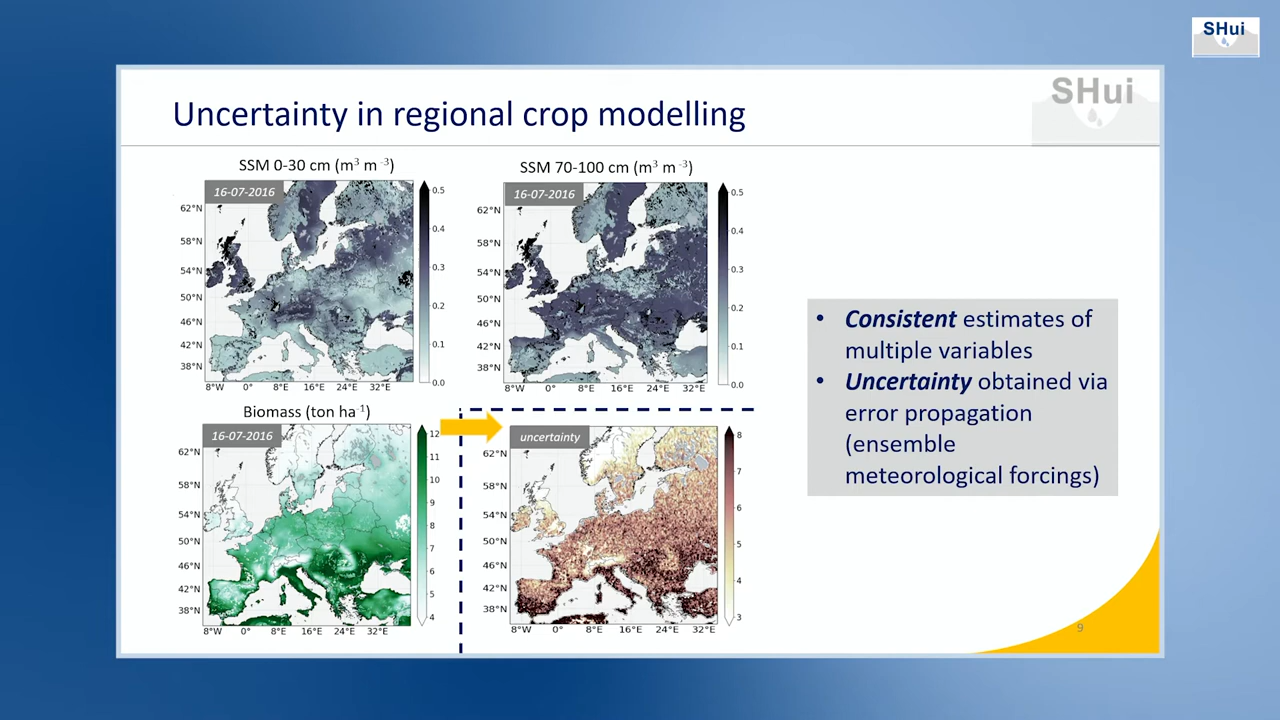 SHui
SHui
Uncertainty in regional crop modelling
SSM 0-30 cm (m³ m⁻³)
16-07-2016
62°N
58°N
54°N
50°N
46°N
42°N
38°N
8°W 0° 8°E 16°E 24°E 32°E
0.5
0.4
0.3
0.2
0.1
0.0
SSM 70-100 cm (m³ m⁻³)
16-07-2016
62°N
58°N
54°N
50°N
46°N
42°N
38°N
8°W 0° 8°E 16°E 24°E 32°E
0.5
0.4
0.3
0.2
0.1
0.0
Biomass (ton ha⁻¹)
16-07-2016
62°N
58°N
54°N
50°N
46°N
42°N
38°N
8°W 0° 8°E 16°E 24°E 32°E
12
11
10
9
8
7
6
5
4
uncertainty
62°N
58°N
54°N
50°N
46°N
42°N
38°N
8°W 0° 8°E 16°E 24°E 32°E
8
7
6
5
4
3
• Consistent estimates of
multiple variables
• Uncertainty obtained via
error propagation
(ensemble
meteorological forcings)
9